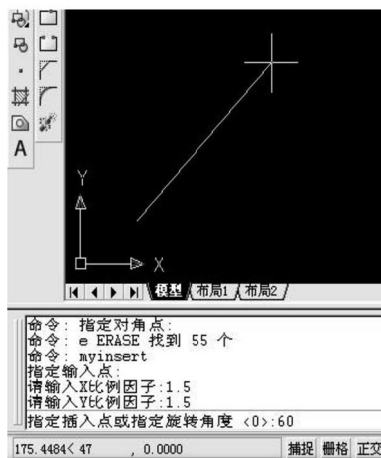 A
Y
X
模型 布局1 布局2
命令: 指定对角点:
命令: e ERASE 找到 55 个
命令: myinsert
指定输入点:
请输入X比例因子:1.5
请输入Y比例因子:1.5
指定插入点或指定旋转角度 <0>:60
175.4484< 47 , 0.0000 捕捉 栅格 正交